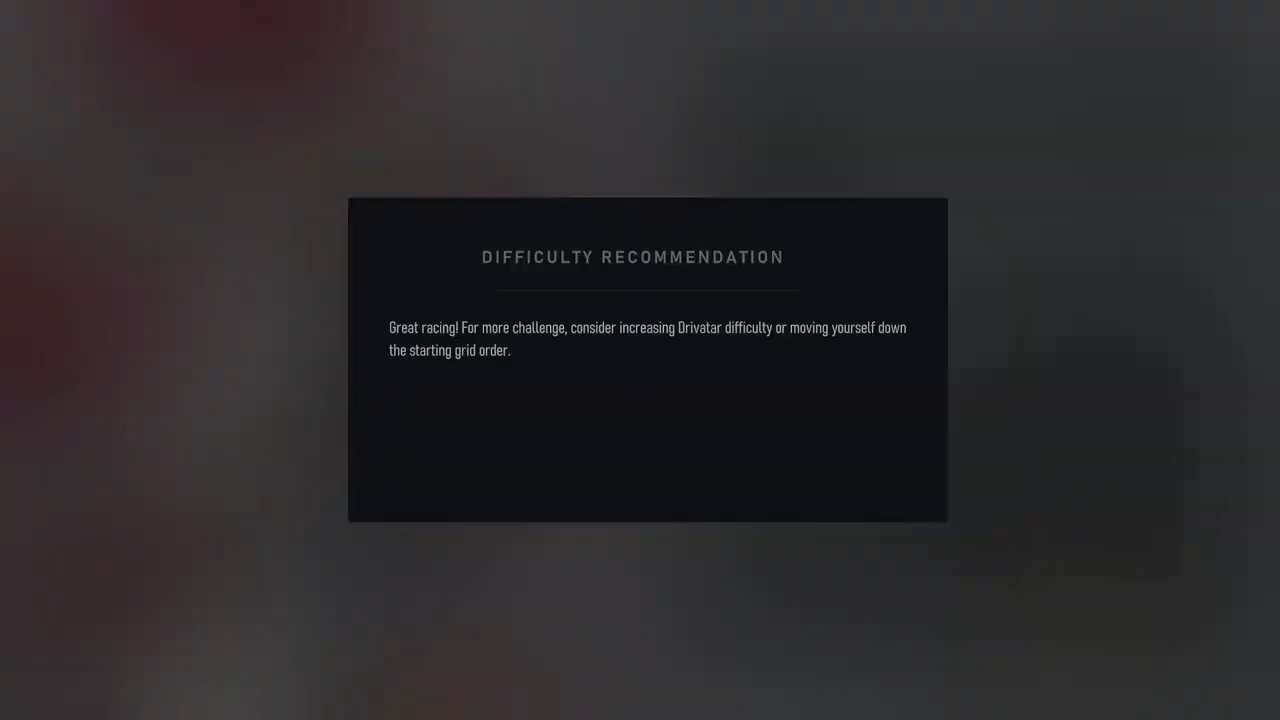 DIFFICULTY RECOMMENDATION
Great racing! For more challenge, consider increasing Drivatar difficulty or moving yourself down
the starting grid order.